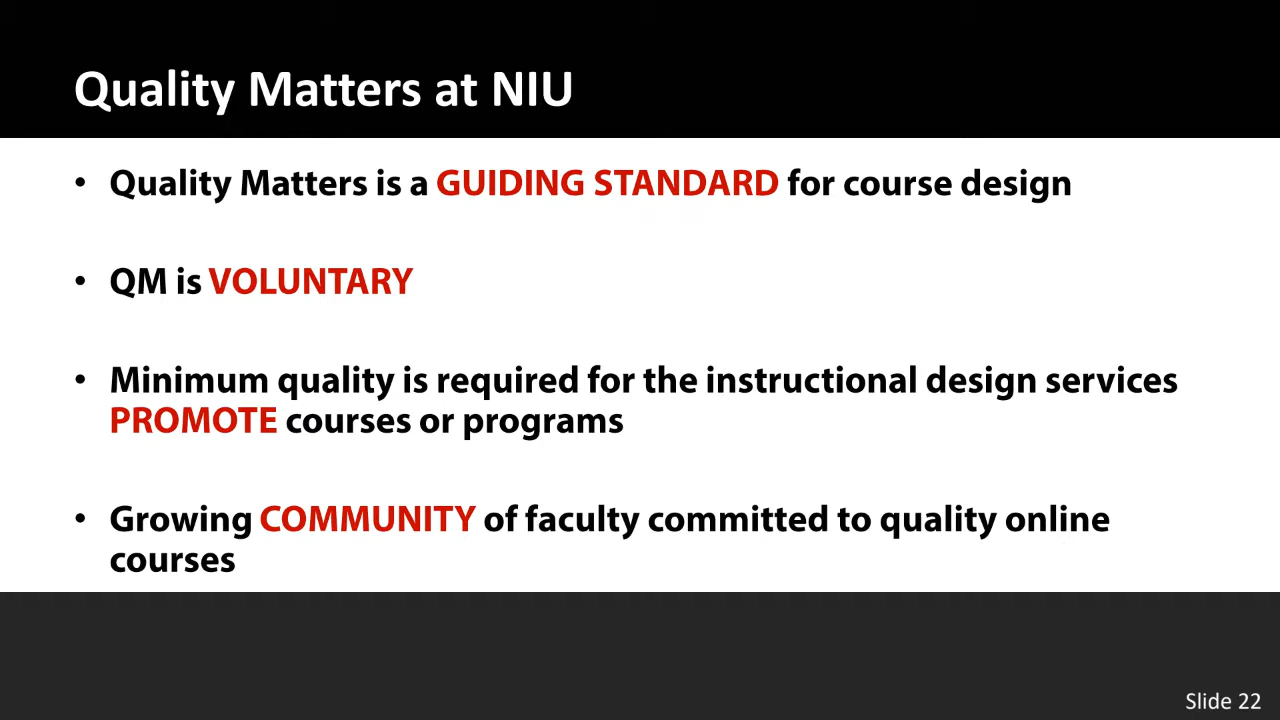 Quality Matters at NIU
• Quality Matters is a GUIDING STANDARD for course design
• QM is VOLUNTARY
• Minimum quality is required for the instructional design services
PROMOTE courses or programs
• Growing COMMUNITY of faculty committed to quality online
courses
Slide 22